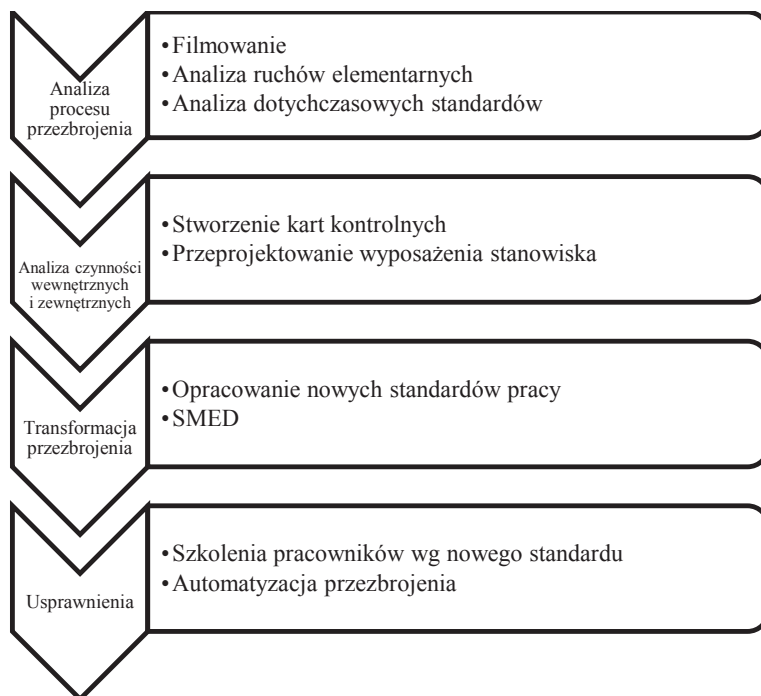 Analiza
procesu
przezbrojenia
•Filmowanie
•Analiza ruchów elementarnych
•Analiza dotychczasowych standardów
Analiza czynności
wewnętrznych
i zewnętrznych
•Stworzenie kart kontrolnych
•Przeprojektowanie wyposażenia stanowiska
Transformacja
przezbrojenia
•Opracowanie nowych standardów pracy
•SMED
Usprawnienia
•Szkolenia pracowników wg nowego standardu
•Automatyzacja przezbrojenia